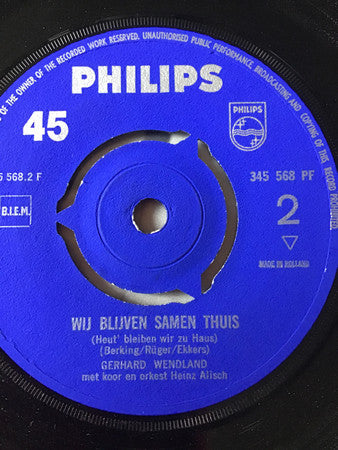 OF THE OWNER OF THE RECORDED WORK RESERVED. UNAUTHORISED PUBLIC PERFORMANCE, BROADCASTING AND COPYING OF THIS RECORD PROHIBITED
PHILIPS
45
PHILIPS
568.2 F
345 568 PF
B.I.E.M.
2
MADE IN HOLLAND
WIJ BLIJVEN SAMEN THUIS
(Heut' bleiben wir zu Haus)
(Berking/Rüger/Ekkers)
GERHARD WENDLAND
met koor en orkest Heinz Alisch